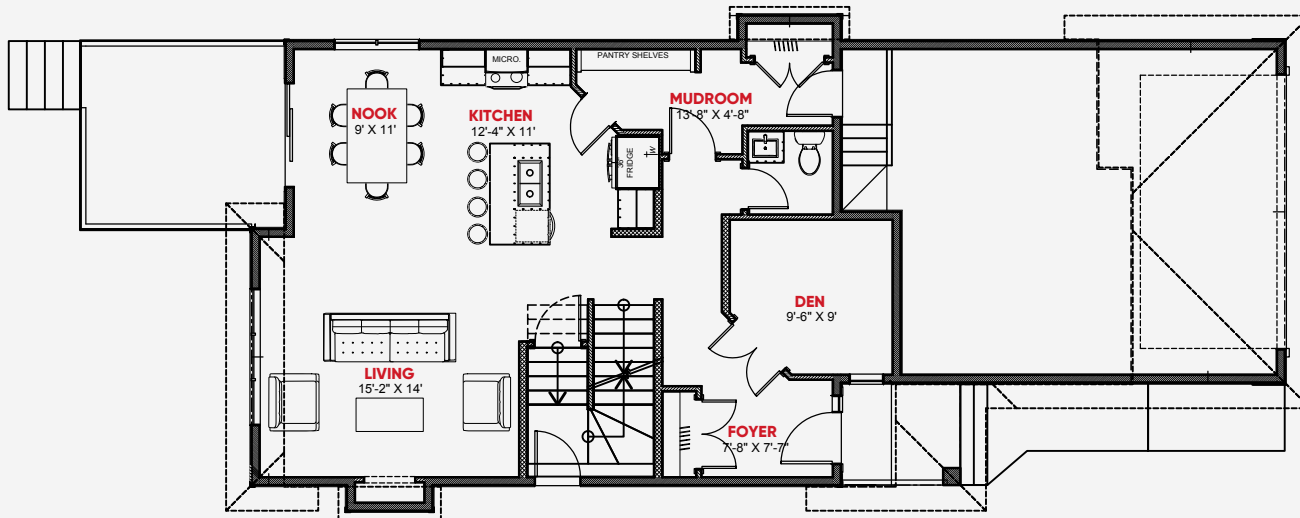 MICRO.
PANTRY SHELVES
MUDROOM
13'-8" X 4'-8"
NOOK
9' X 11'
KITCHEN
12'-4" X 11'
FRIDGE
36"
W
DEN
9'-6" X 9'
LIVING
15'-2" X 14'
FOYER
7'-8" X 7'-7"